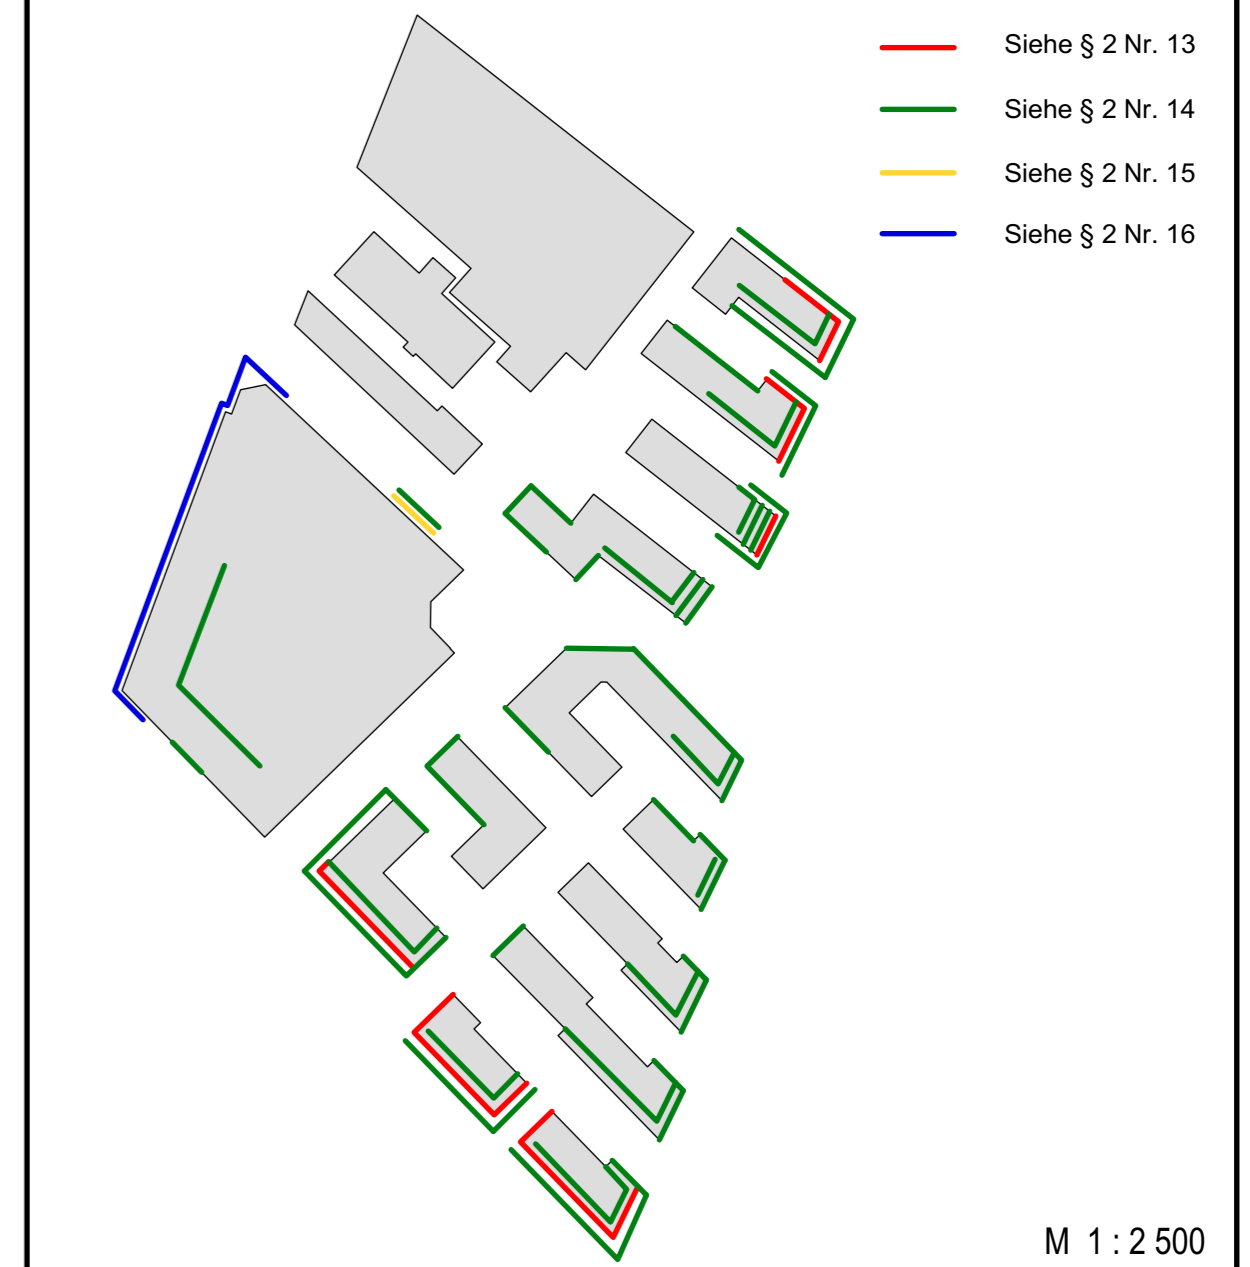 Siehe § 2 Nr. 13
Siehe § 2 Nr. 14
Siehe § 2 Nr. 15
Siehe § 2 Nr. 16
M 1 : 2 500